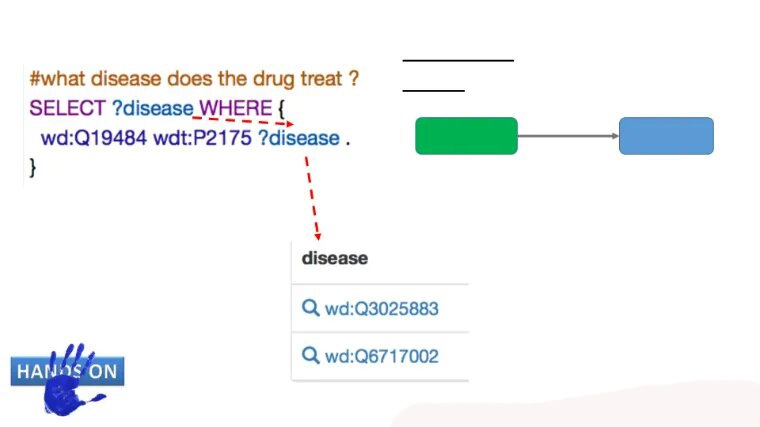 #what disease does the drug treat ?
SELECT ?disease WHERE {
wd:Q19484 wdt:P2175 ?disease .
}
disease
wd:Q3025883
wd:Q6717002
HANDS ON